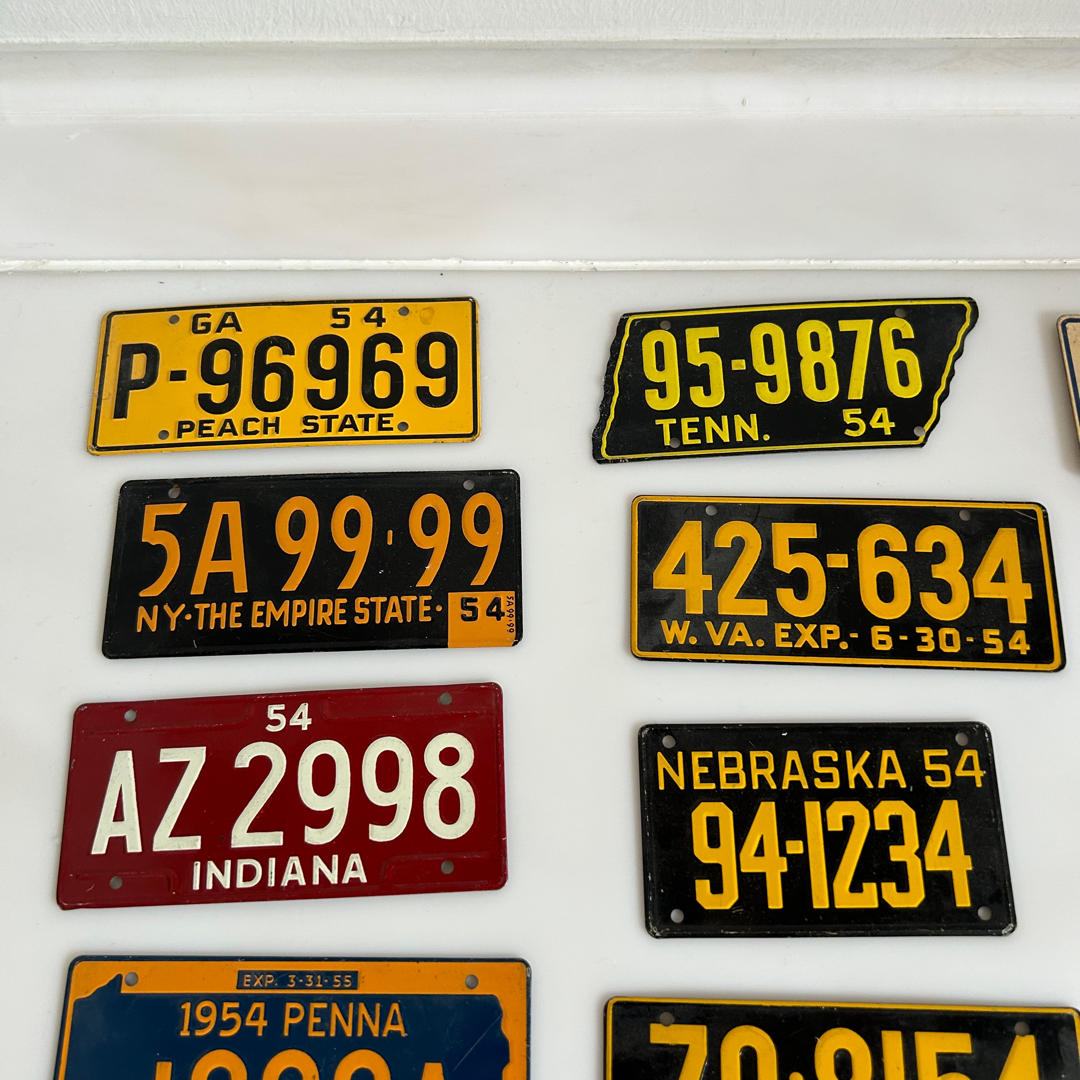 GA 54
P-96969
PEACH STATE
95-9876
TENN. 54
5A 99·99
NY·THE EMPIRE STATE· 54 5A99·99
425-634
W. VA. EXP.- 6-30-54
54
AZ 2998
INDIANA
NEBRASKA 54
94-1234
EXP. 3-31-55
1954 PENNA